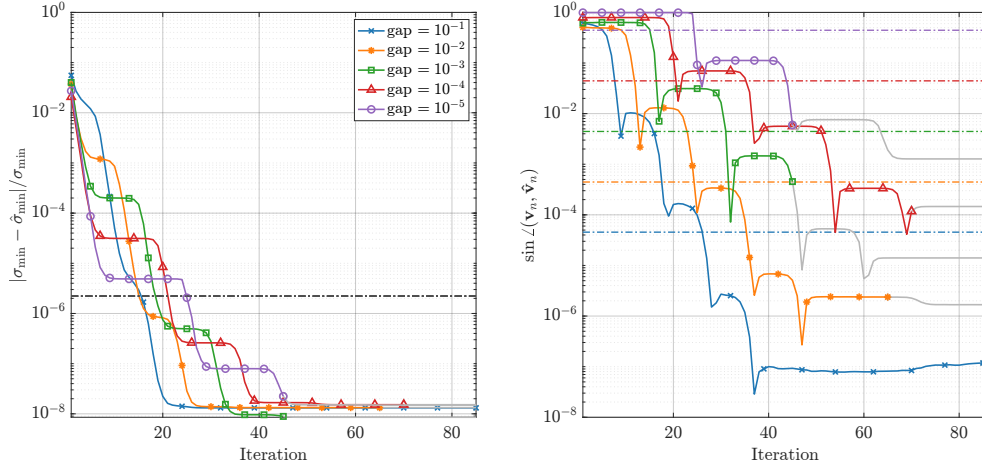 10^0
10^{-2}
10^{-4}
10^{-6}
10^{-8}
|σ_min − σ̂_min|/σ_min
gap = 10^{-1}
gap = 10^{-2}
gap = 10^{-3}
gap = 10^{-4}
gap = 10^{-5}
20
40
60
80
Iteration
10^0
10^{-2}
10^{-4}
10^{-6}
10^{-8}
sin ∠(v_n, v̂_n)
20
40
60
80
Iteration